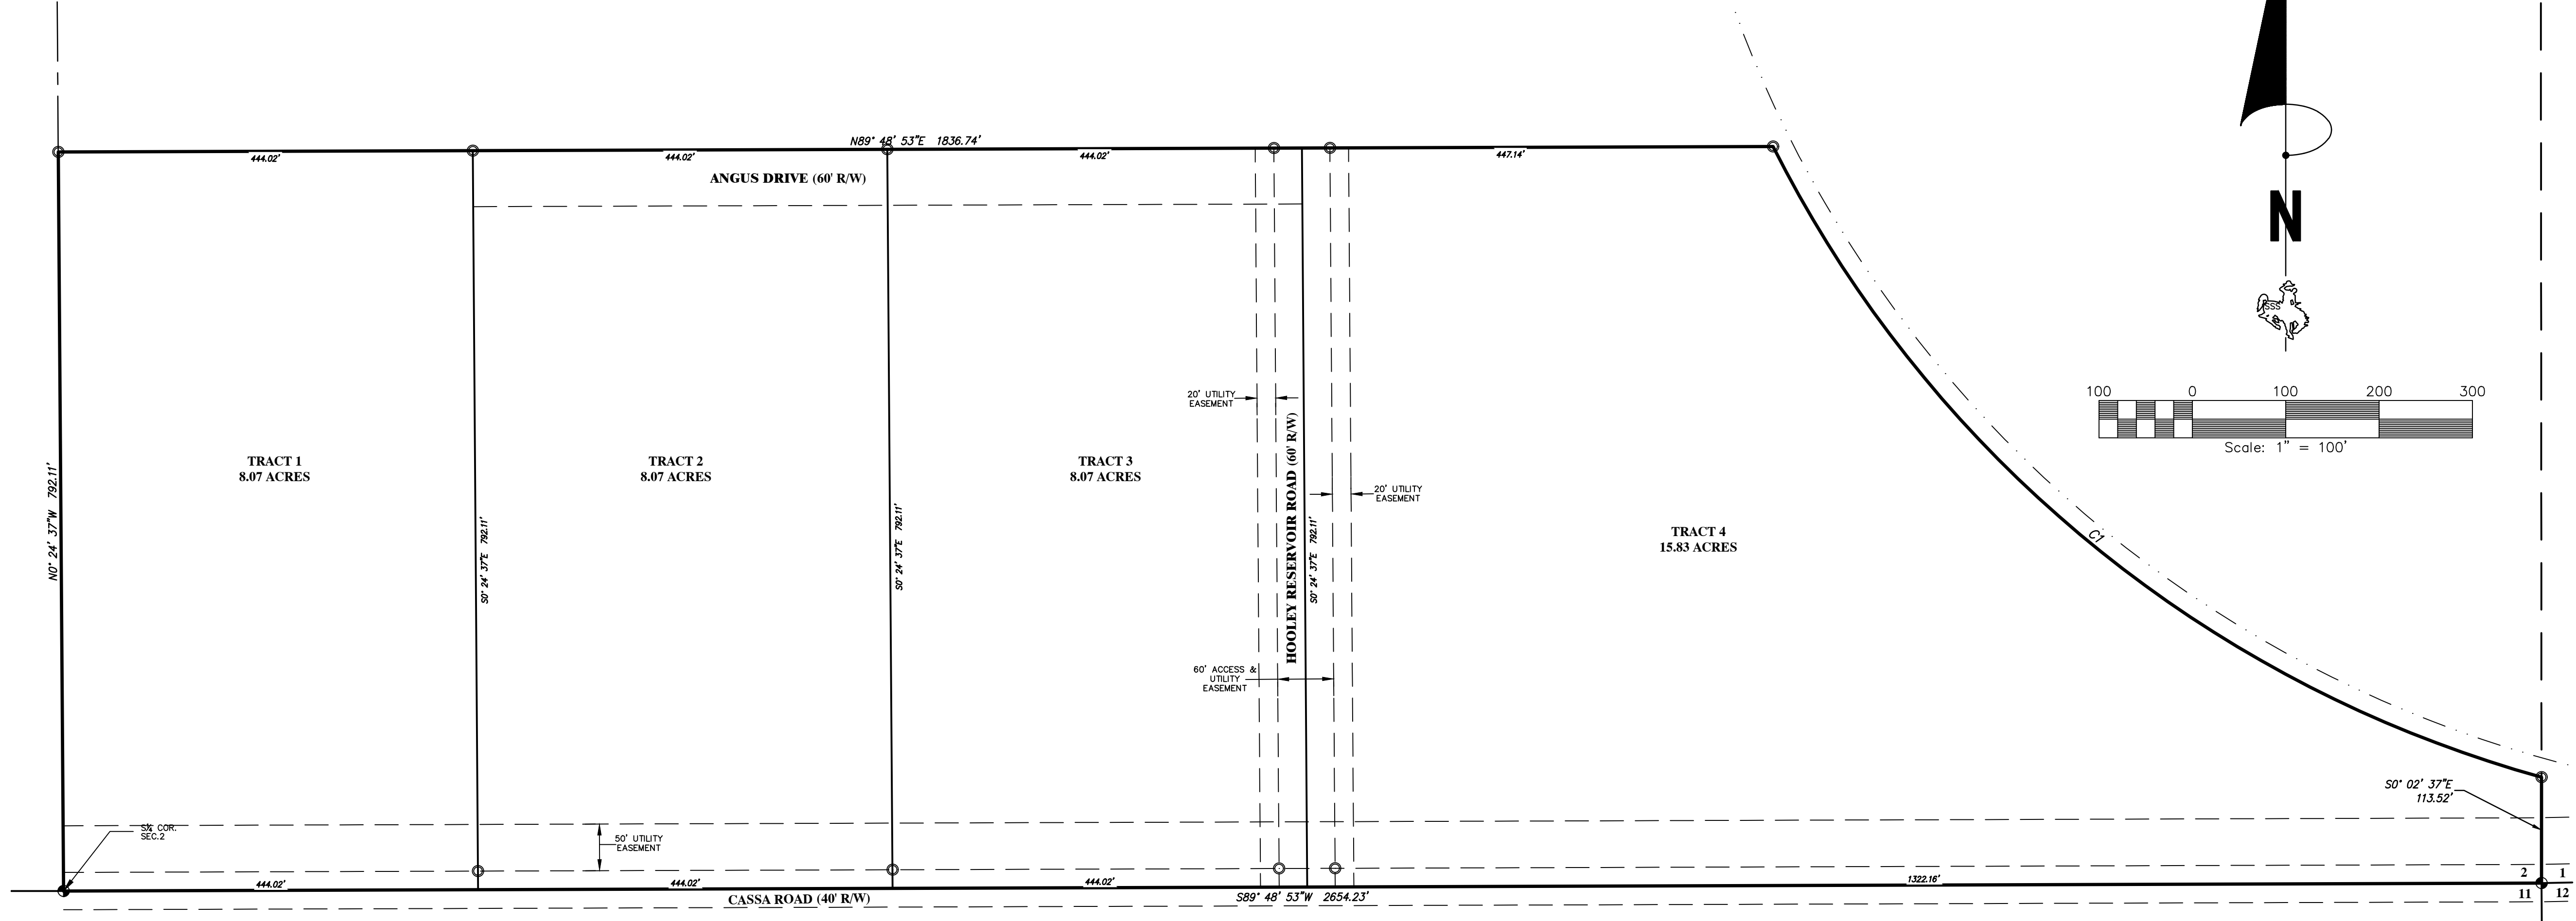 N89° 48' 53"E 1836.74'
444.02'
444.02'
444.02'
447.14'
ANGUS DRIVE (60' R/W)
N
SSS
100 0 100 200 300
Scale: 1" = 100'
20' UTILITY
EASEMENT
HOOLEY RESERVOIR ROAD (60' R/W)
20' UTILITY
EASEMENT
N0° 24' 37"W 792.11'
TRACT 1
8.07 ACRES
S0° 24' 37"E 792.11'
TRACT 2
8.07 ACRES
S0° 24' 37"E 792.11'
TRACT 3
8.07 ACRES
S0° 24' 37"E 792.11'
TRACT 4
15.83 ACRES
C1
60' ACCESS &
UTILITY
EASEMENT
S0° 02' 37"E
113.52'
S¼ COR.
SEC.2
50' UTILITY
EASEMENT
444.02'
444.02'
444.02'
1322.16'
2 1
11 12
CASSA ROAD (40' R/W)
S89° 48' 53"W 2654.23'